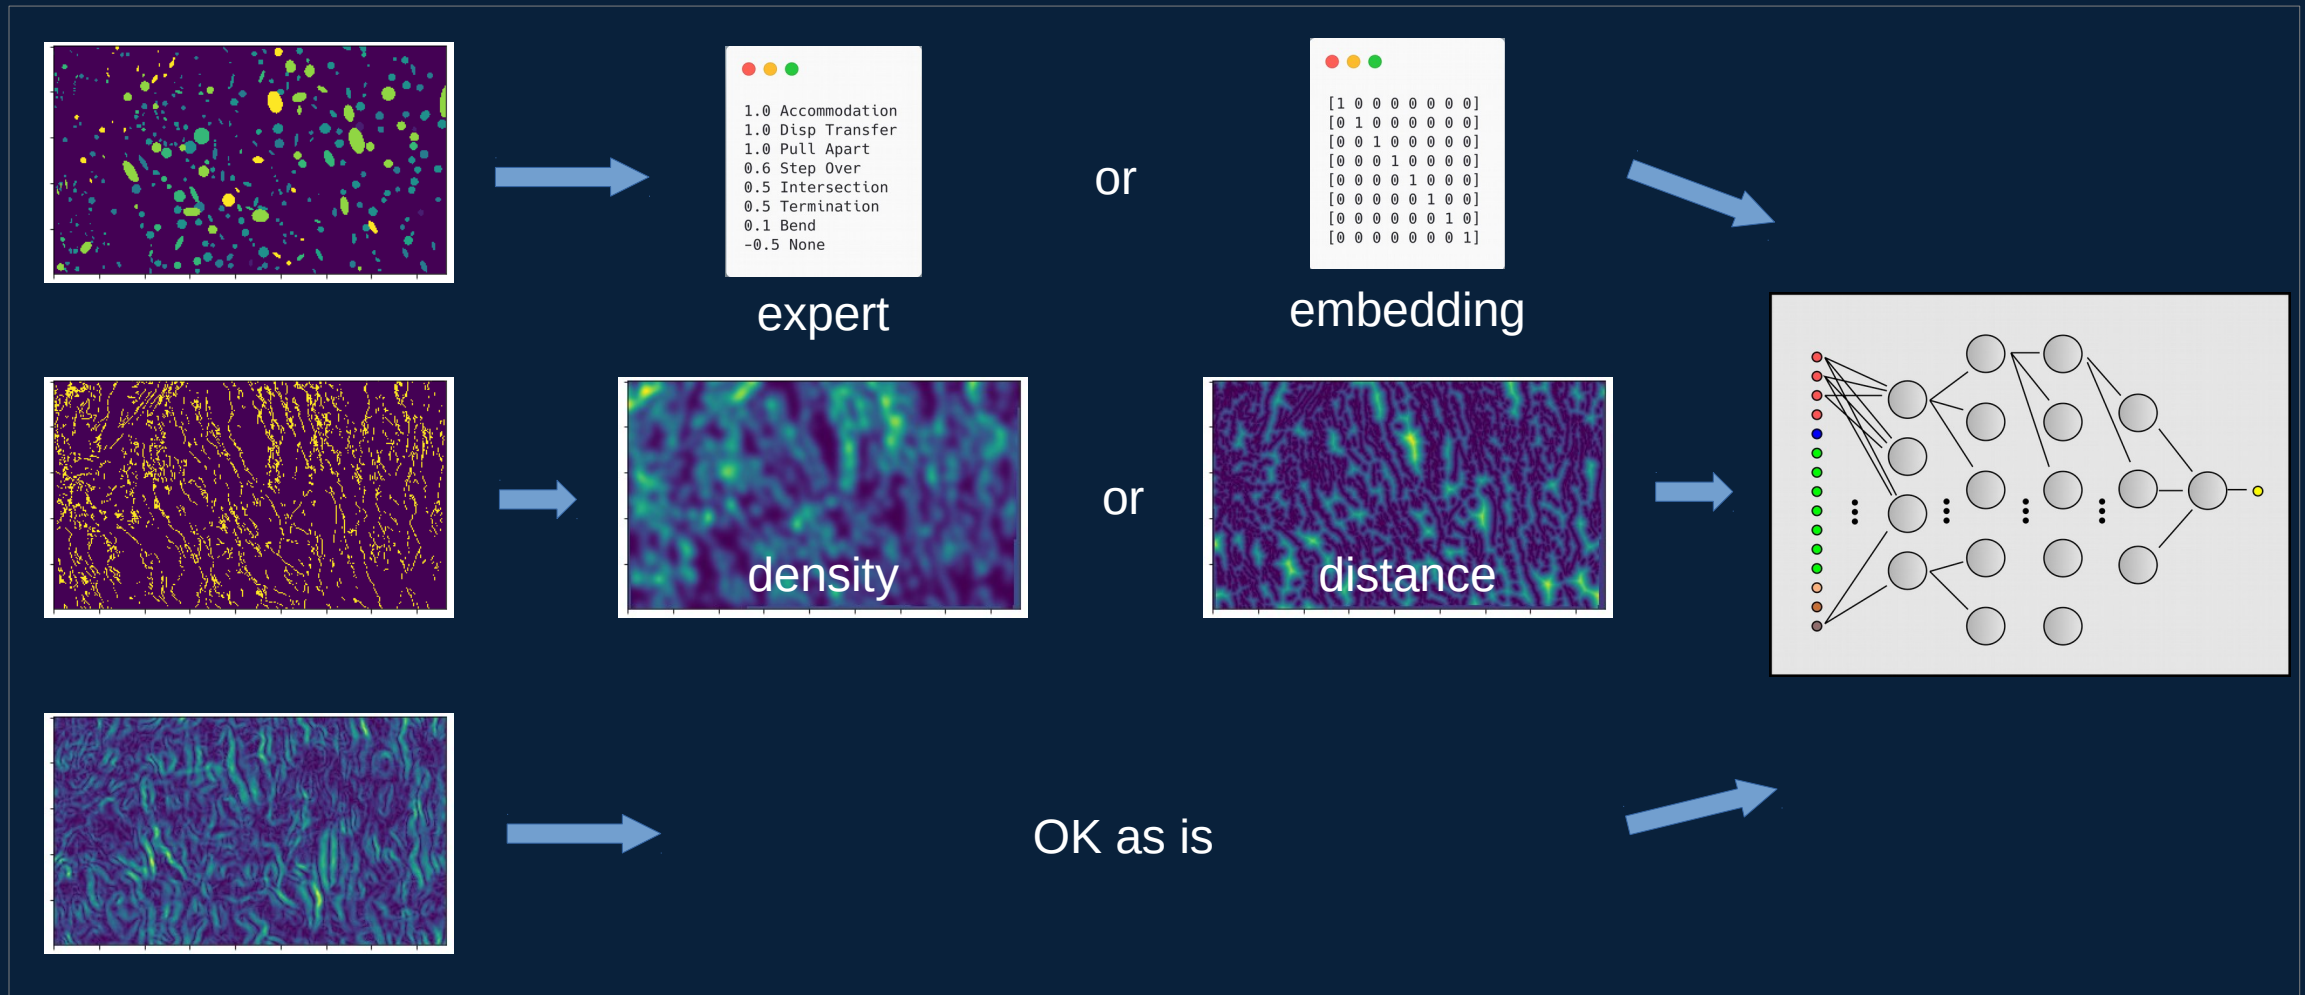 1.0 Accommodation
1.0 Disp Transfer
1.0 Pull Apart
0.6 Step Over
0.5 Intersection
0.5 Termination
0.1 Bend
-0.5 None
expert
or
[1 0 0 0 0 0 0 0]
[0 1 0 0 0 0 0 0]
[0 0 1 0 0 0 0 0]
[0 0 0 1 0 0 0 0]
[0 0 0 0 1 0 0 0]
[0 0 0 0 0 1 0 0]
[0 0 0 0 0 0 1 0]
[0 0 0 0 0 0 0 1]
embedding
density
or
distance
OK as is